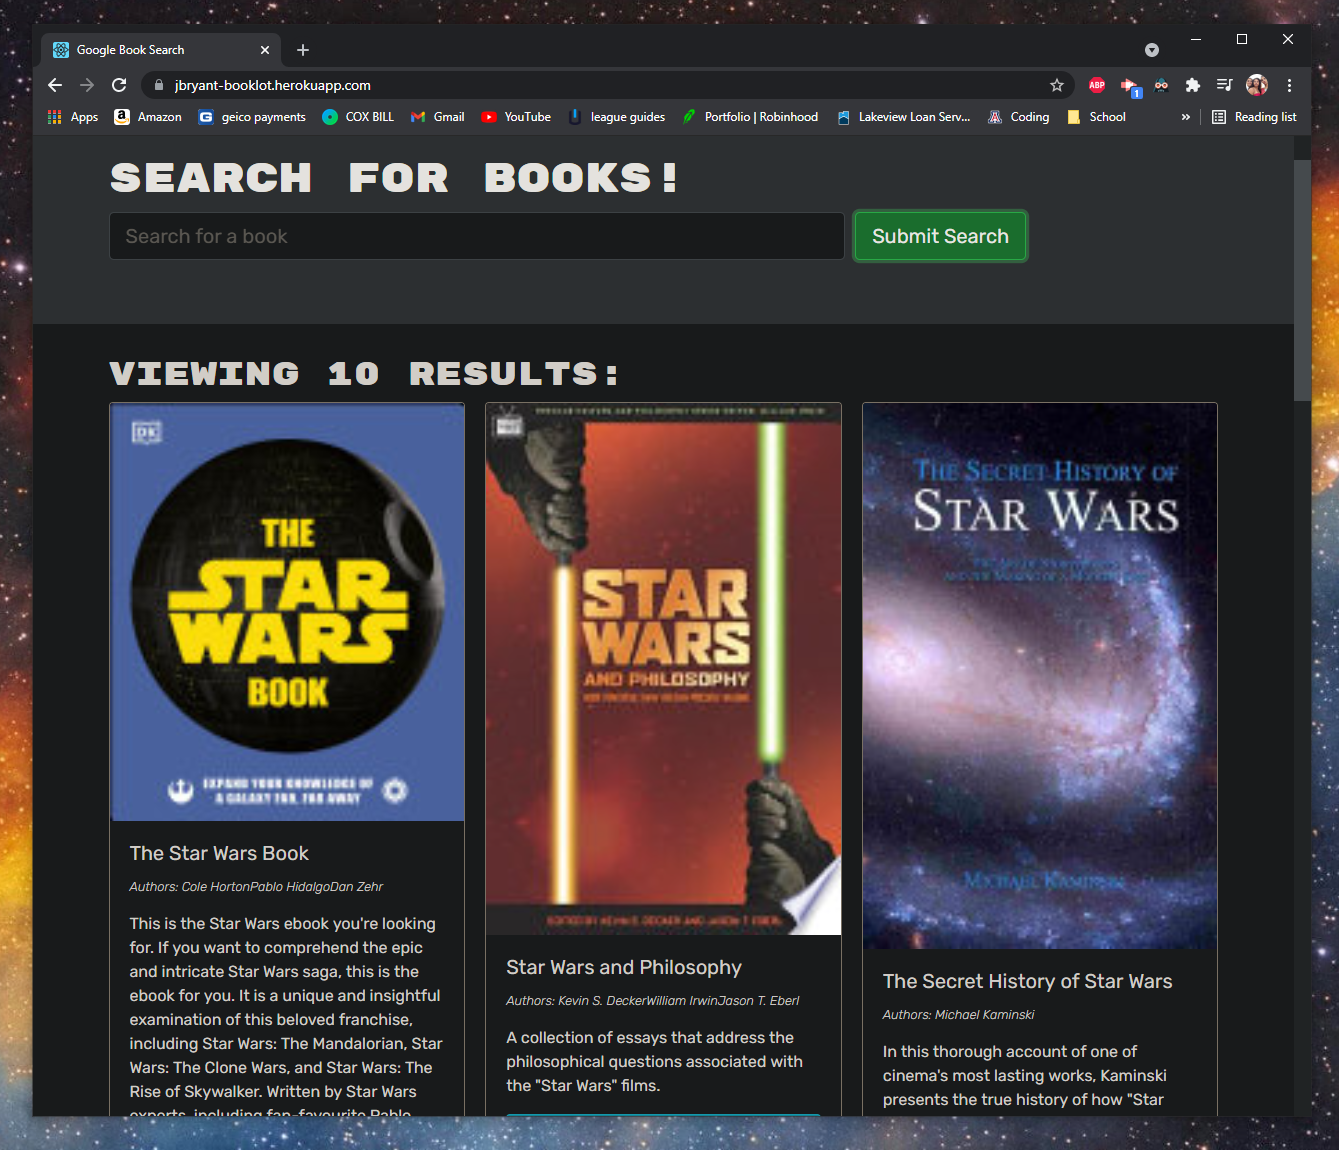 Google Book Search
jbryant-booklot.herokuapp.com
ABP
1
Apps
Amazon
geico payments
COX BILL
Gmail
YouTube
league guides
Portfolio | Robinhood
Lakeview Loan Serv...
Coding
School
»
Reading list
SEARCH FOR BOOKS!
Search for a book
Submit Search
VIEWING 10 RESULTS:
DK
THE
STAR
WARS
BOOK
EXPAND YOUR KNOWLEDGE OF
A GALAXY FAR, FAR AWAY
The Star Wars Book
Authors: Cole HortonPablo HidalgoDan Zehr
This is the Star Wars ebook you're looking
for. If you want to comprehend the epic
and intricate Star Wars saga, this is the
ebook for you. It is a unique and insightful
examination of this beloved franchise,
including Star Wars: The Mandalorian, Star
Wars: The Clone Wars, and Star Wars: The
Rise of Skywalker. Written by Star Wars
experts, including fan-favourite Pablo
STAR
WARS
AND PHILOSOPHY
EDITED BY KEVIN S. DECKER AND JASON T. EBERL
Star Wars and Philosophy
Authors: Kevin S. DeckerWilliam IrwinJason T. Eberl
A collection of essays that address the
philosophical questions associated with
the "Star Wars" films.
THE SECRET HISTORY OF
STAR WARS
MICHAEL KAMINSKI
The Secret History of Star Wars
Authors: Michael Kaminski
In this thorough account of one of
cinema's most lasting works, Kaminski
presents the true history of how "Star